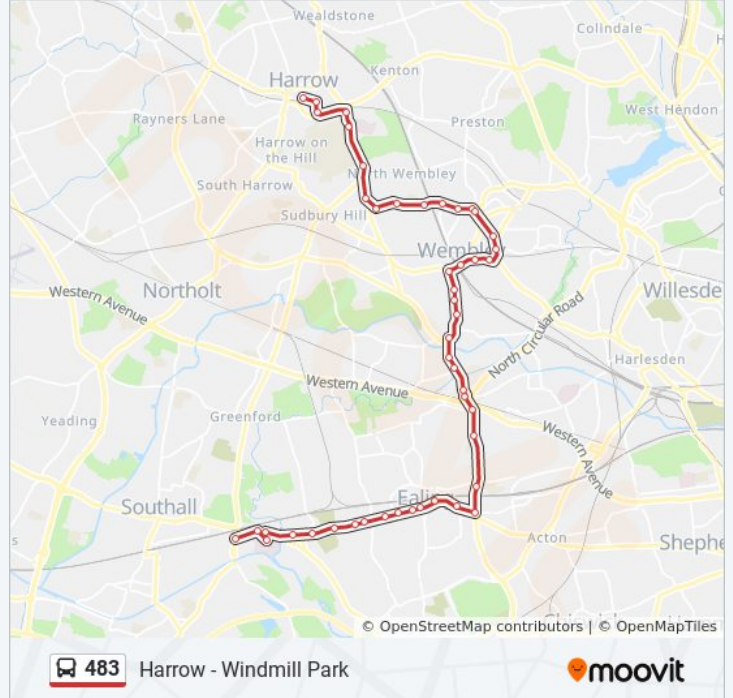 Wealdstone
Colindale
Harrow
Kenton
West Hendon
Rayners Lane
Preston
Harrow on
the Hill
North Wembley
South Harrow
Sudbury Hill
Wembley
Western Avenue
Northolt
Willesde
North Circular Road
Harlesden
Western Avenue
Greenford
Yeading
Western Avenue
Ealing
Southall
Acton
Shephe
© OpenStreetMap contributors | © OpenMapTiles
483 Harrow - Windmill Park
moovit